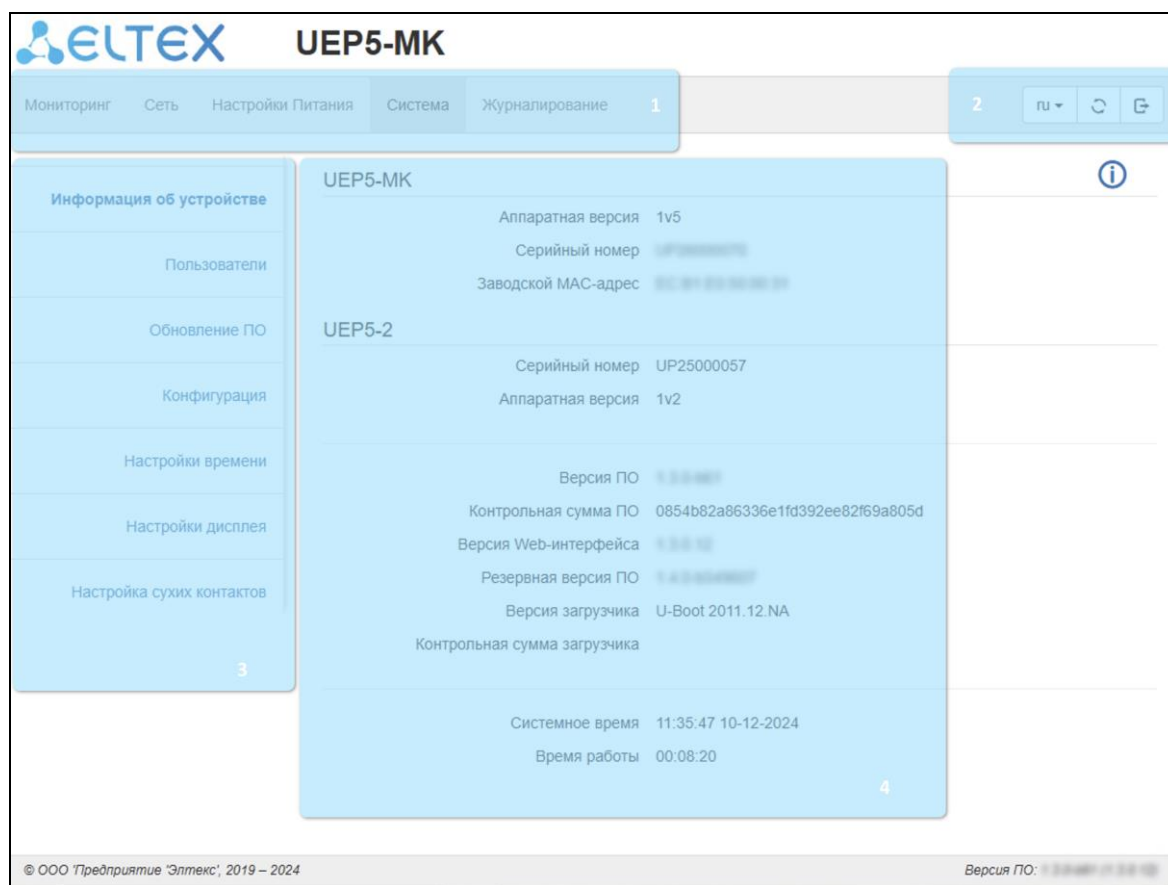 ELTEX UEP5-MK
Мониторинг Сеть Настройки Питания Система Журналирование 1 2 ru
Информация об устройстве
Пользователи
Обновление ПО
Конфигурация
Настройки времени
Настройки дисплея
Настройка сухих контактов
3
UEP5-MK
Аппаратная версия 1v5
Серийный номер
Заводской MAC-адрес
UEP5-2
Серийный номер UP25000057
Аппаратная версия 1v2
Версия ПО
Контрольная сумма ПО 0854b82a86336e1fd392ee82f69a805d
Версия Web-интерфейса
Резервная версия ПО
Версия загрузчика U-Boot 2011.12.NA
Контрольная сумма загрузчика
Системное время 11:35:47 10-12-2024
Время работы 00:08:20
4
© ООО 'Предприятие 'Элтекс', 2019 – 2024 Версия ПО: